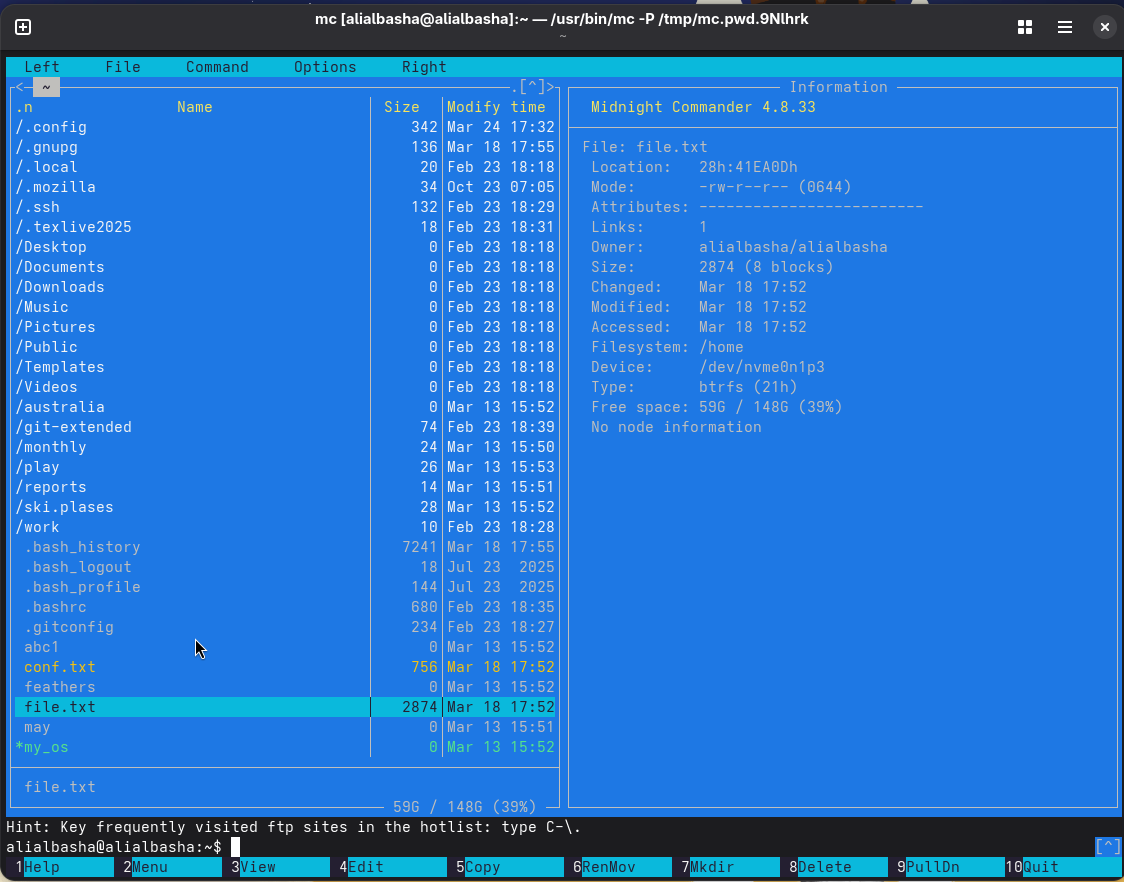 mc [alialbasha@alialbasha]:~ — /usr/bin/mc -P /tmp/mc.pwd.9Nlhrk
~
Left File Command Options Right
<─ ~ .[^]>
.n Name Size Modify time
/.config 342 Mar 24 17:32
/.gnupg 136 Mar 18 17:55
/.local 20 Feb 23 18:18
/.mozilla 34 Oct 23 07:05
/.ssh 132 Feb 23 18:29
/.texlive2025 18 Feb 23 18:31
/Desktop 0 Feb 23 18:18
/Documents 0 Feb 23 18:18
/Downloads 0 Feb 23 18:18
/Music 0 Feb 23 18:18
/Pictures 0 Feb 23 18:18
/Public 0 Feb 23 18:18
/Templates 0 Feb 23 18:18
/Videos 0 Feb 23 18:18
/australia 0 Mar 13 15:52
/git-extended 74 Feb 23 18:39
/monthly 24 Mar 13 15:50
/play 26 Mar 13 15:53
/reports 14 Mar 13 15:51
/ski.plases 28 Mar 13 15:52
/work 10 Feb 23 18:28
.bash_history 7241 Mar 18 17:55
.bash_logout 18 Jul 23 2025
.bash_profile 144 Jul 23 2025
.bashrc 680 Feb 23 18:35
.gitconfig 234 Feb 23 18:27
abc1 0 Mar 13 15:52
conf.txt 756 Mar 18 17:52
feathers 0 Mar 13 15:52
file.txt 2874 Mar 18 17:52
may 0 Mar 13 15:51
*my_os 0 Mar 13 15:52
file.txt
59G / 148G (39%)
Information
Midnight Commander 4.8.33
File: file.txt
Location: 28h:41EA0Dh
Mode: -rw-r--r-- (0644)
Attributes: -------------------------
Links: 1
Owner: alialbasha/alialbasha
Size: 2874 (8 blocks)
Changed: Mar 18 17:52
Modified: Mar 18 17:52
Accessed: Mar 18 17:52
Filesystem: /home
Device: /dev/nvme0n1p3
Type: btrfs (21h)
Free space: 59G / 148G (39%)
No node information
Hint: Key frequently visited ftp sites in the hotlist: type C-\.
alialbasha@alialbasha:~$ [^]
1Help 2Menu 3View 4Edit 5Copy 6RenMov 7Mkdir 8Delete 9PullDn 10Quit